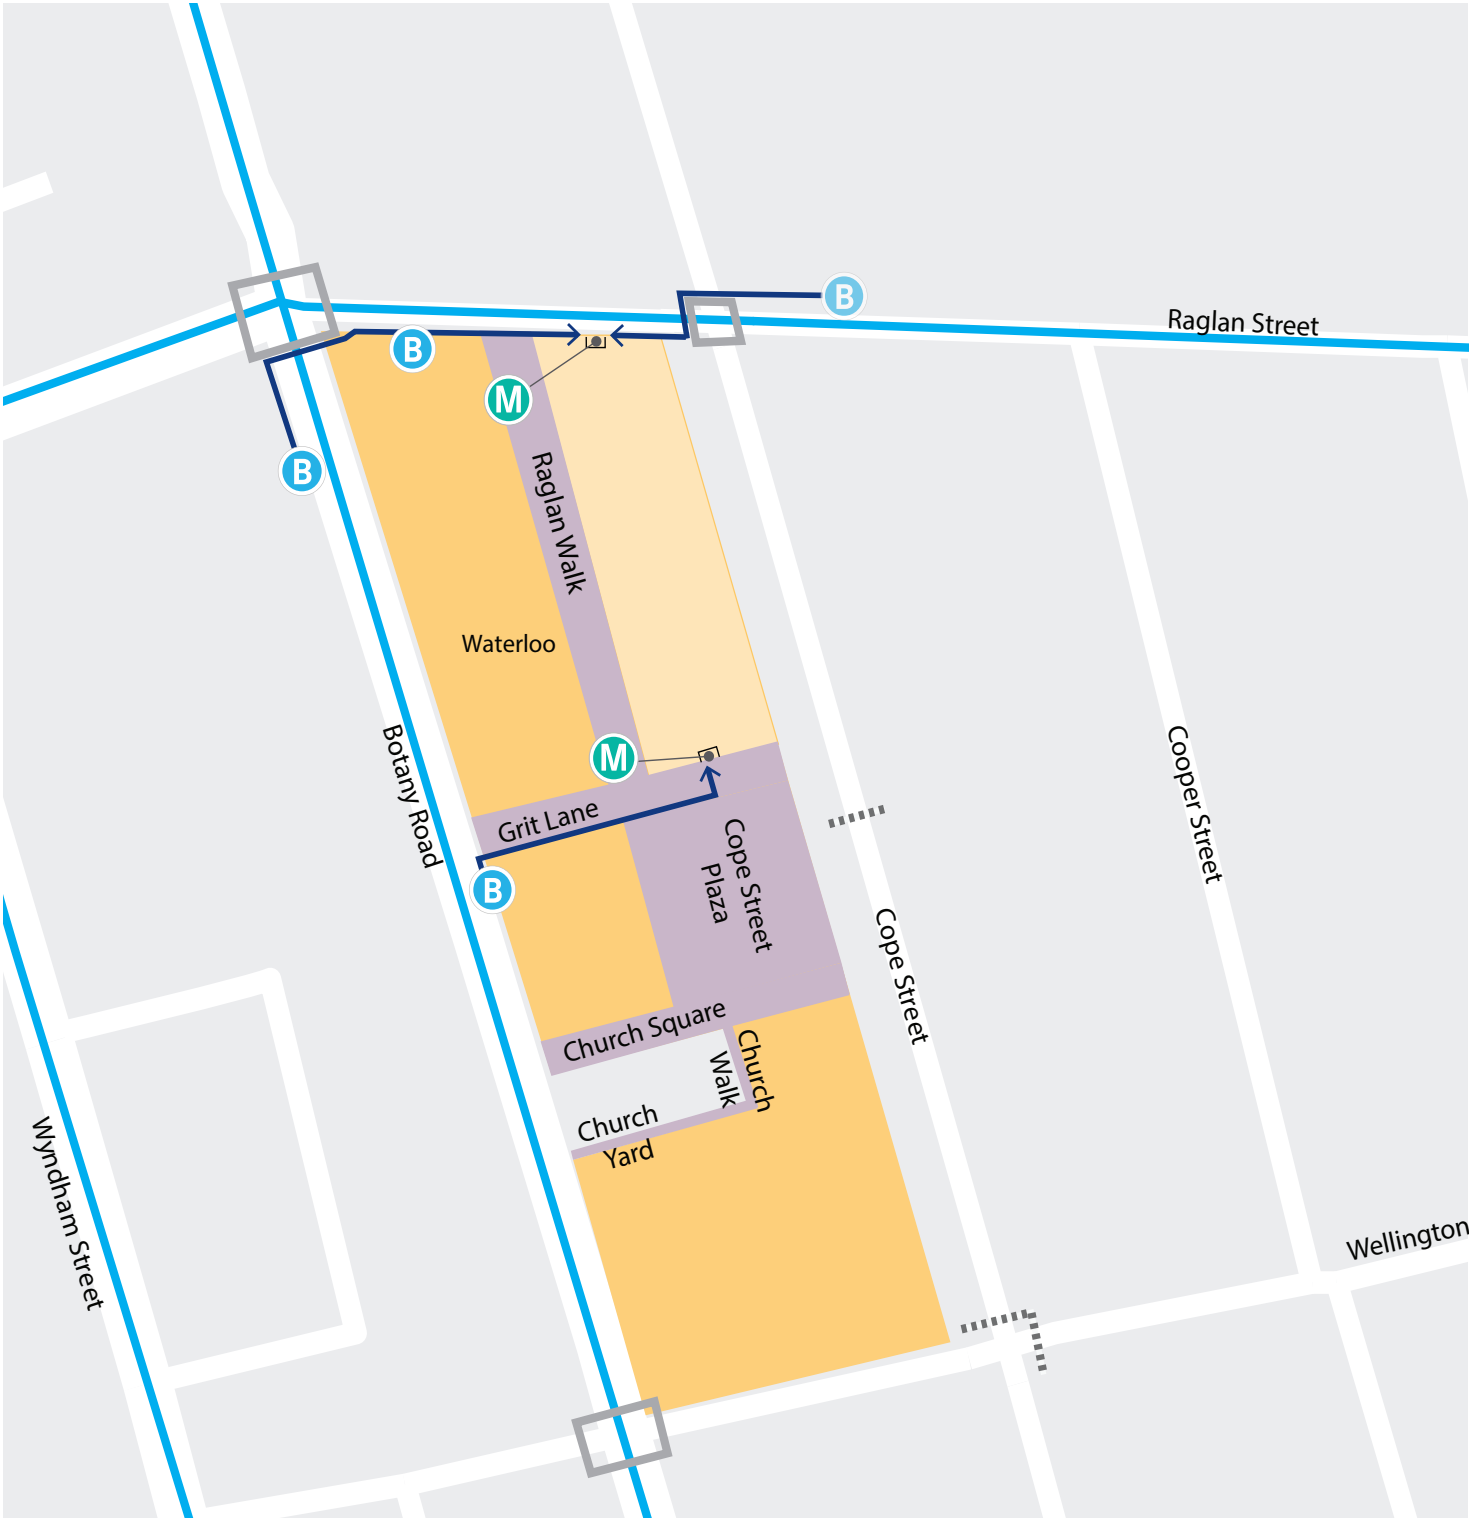 B
Raglan Street
B
M
B
Raglan Walk
Waterloo
Botany Road
M
Cooper Street
Grit Lane
Cope Street
Plaza
B
Cope Street
Church Square
Church
Walk
Church
Yard
Wyndham Street
Wellington